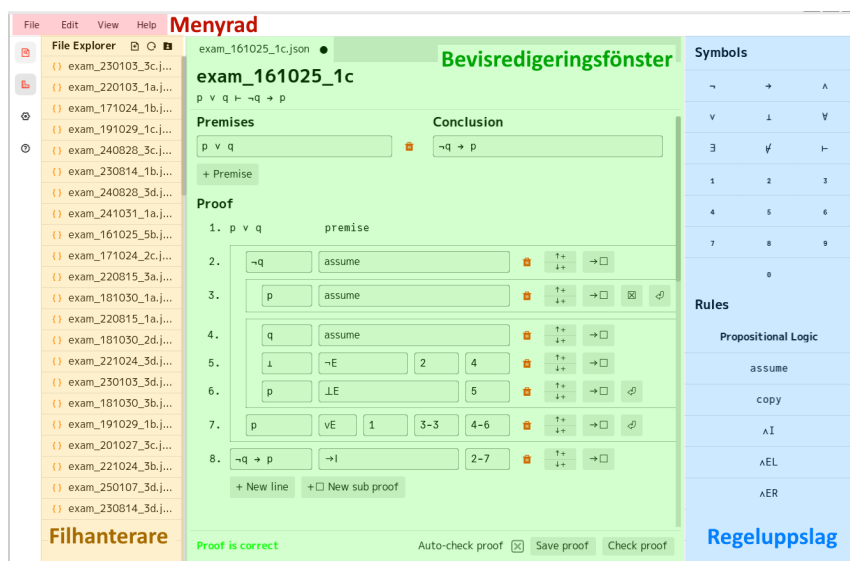 File Edit View Help Menyrad
File Explorer
exam_230103_3c.j...
exam_220103_1a.j...
exam_171024_1b.j...
exam_191029_1c.j...
exam_240828_3c.j...
exam_230814_1b.j...
exam_240828_3d.j...
exam_241031_1a.j...
exam_161025_5b.j...
exam_171024_2c.j...
exam_220815_3a.j...
exam_181030_1a.j...
exam_220815_1a.j...
exam_181030_2d.j...
exam_221024_3d.j...
exam_230103_3d.j...
exam_181030_3b.j...
exam_191029_1b.j...
exam_201027_3c.j...
exam_221024_3b.j...
exam_250107_3d.j...
exam_230814_3d.j...
Filhanterare
exam_161025_1c.json ●
Bevisredigeringsfönster
exam_161025_1c
p ∨ q ⊢ ¬q → p
Premises Conclusion
p ∨ q ¬q → p
+ Premise
Proof
1. p ∨ q premise
2. ¬q assume ↑+ ↓+ →□
3. p assume ↑+ ↓+ →□ ☒
4. q assume ↑+ ↓+ →□
5. ⊥ ¬E 2 4 ↑+ ↓+ →□
6. p ⊥E 5 ↑+ ↓+ →□
7. p ∨E 1 3-3 4-6 ↑+ ↓+ →□
8. ¬q → p →I 2-7 ↑+ ↓+ →□
+ New line +□ New sub proof
Proof is correct Auto-check proof ☒ Save proof Check proof
Symbols
¬ → ∧
∨ ⊥ ∀
∃ ⊬ ⊢
1 2 3
4 5 6
7 8 9
0
Rules
Propositional Logic
assume
copy
∧I
∧EL
∧ER
Regeluppslag